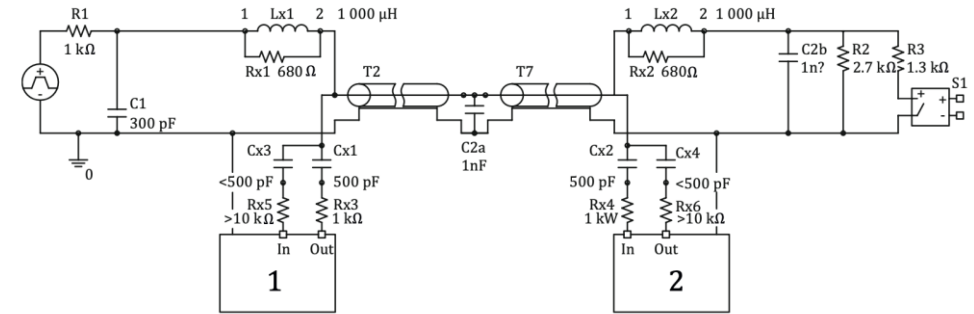 R1
1 kΩ
C1
300 pF
0
1 Lx1 2 1 000 µH
Rx1 680 Ω
T2
T7
C2a
1nF
1 Lx2 2 1 000 µH
Rx2 680Ω
C2b
1n?
R2
2.7 kΩ
R3
1.3 kΩ
S1
+
-
+
-
+
-
Cx3
<500 pF
Rx5
>10 kΩ
Cx1
500 pF
Rx3
1 kΩ
In Out
1
Cx2
500 pF
Rx4
1 kW
Cx4
<500 pF
Rx6
>10 kΩ
In Out
2